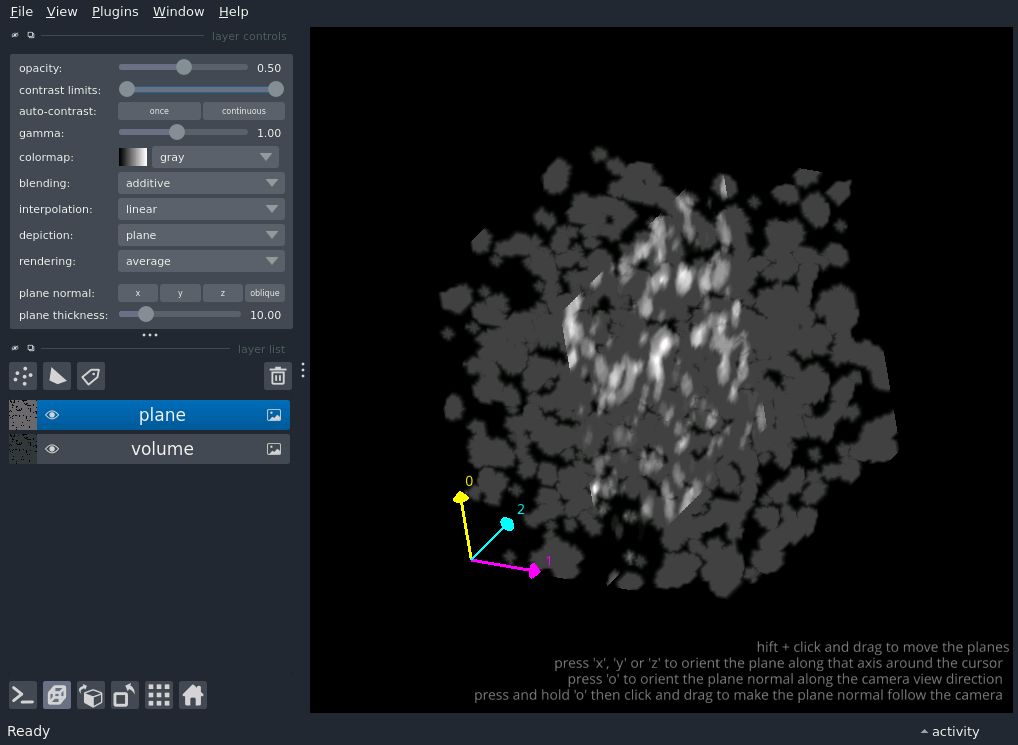 File View Plugins Window Help
layer controls
opacity: 0.50
contrast limits:
auto-contrast: once continuous
gamma: 1.00
colormap: gray
blending: additive
interpolation: linear
depiction: plane
rendering: average
plane normal: x y z oblique
plane thickness: 10.00
layer list
plane
volume
0
2
1
hift + click and drag to move the planes
press 'x', 'y' or 'z' to orient the plane along that axis around the cursor
press 'o' to orient the plane normal along the camera view direction
press and hold 'o' then click and drag to make the plane normal follow the camera
Ready activity